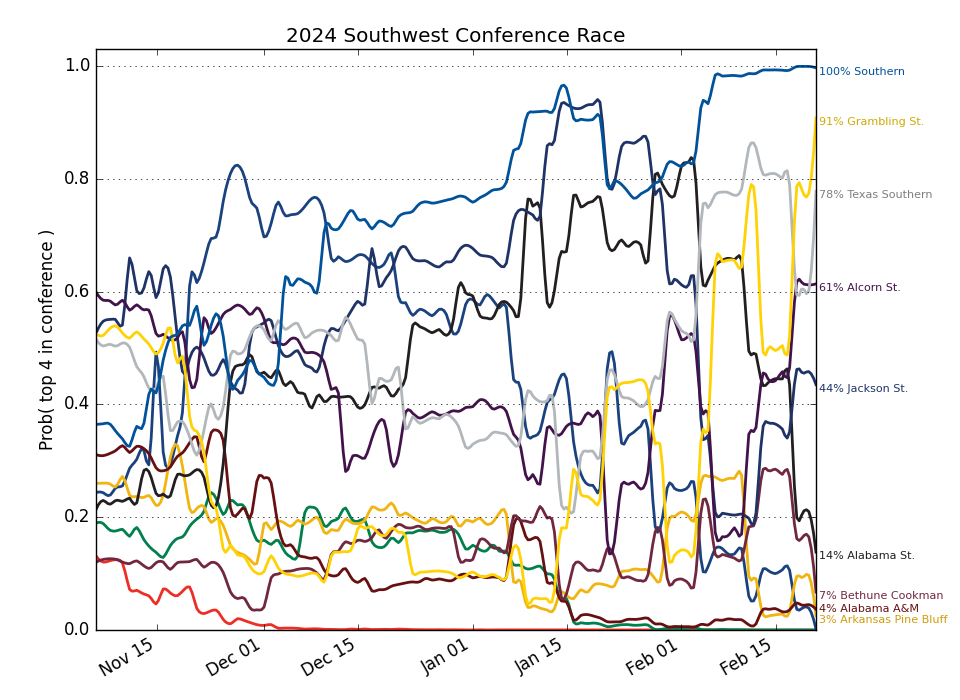 2024 Southwest Conference Race
Prob( top 4 in conference )
1.0
0.8
0.6
0.4
0.2
0.0
Nov 15
Dec 01
Dec 15
Jan 01
Jan 15
Feb 01
Feb 15
100% Southern
91% Grambling St.
78% Texas Southern
61% Alcorn St.
44% Jackson St.
14% Alabama St.
7% Bethune Cookman
4% Alabama A&M
3% Arkansas Pine Bluff